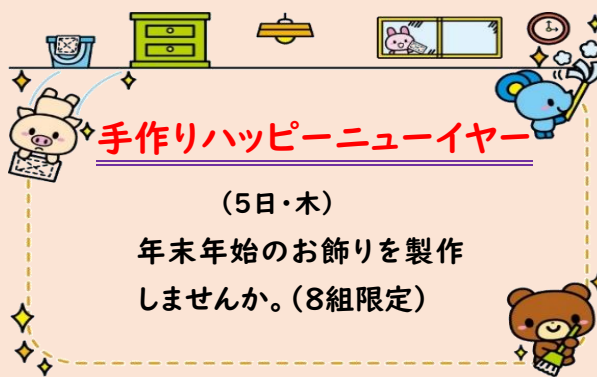 手作りハッピーニューイヤー
（5日・木）
年末年始のお飾りを製作
しませんか。（8組限定）